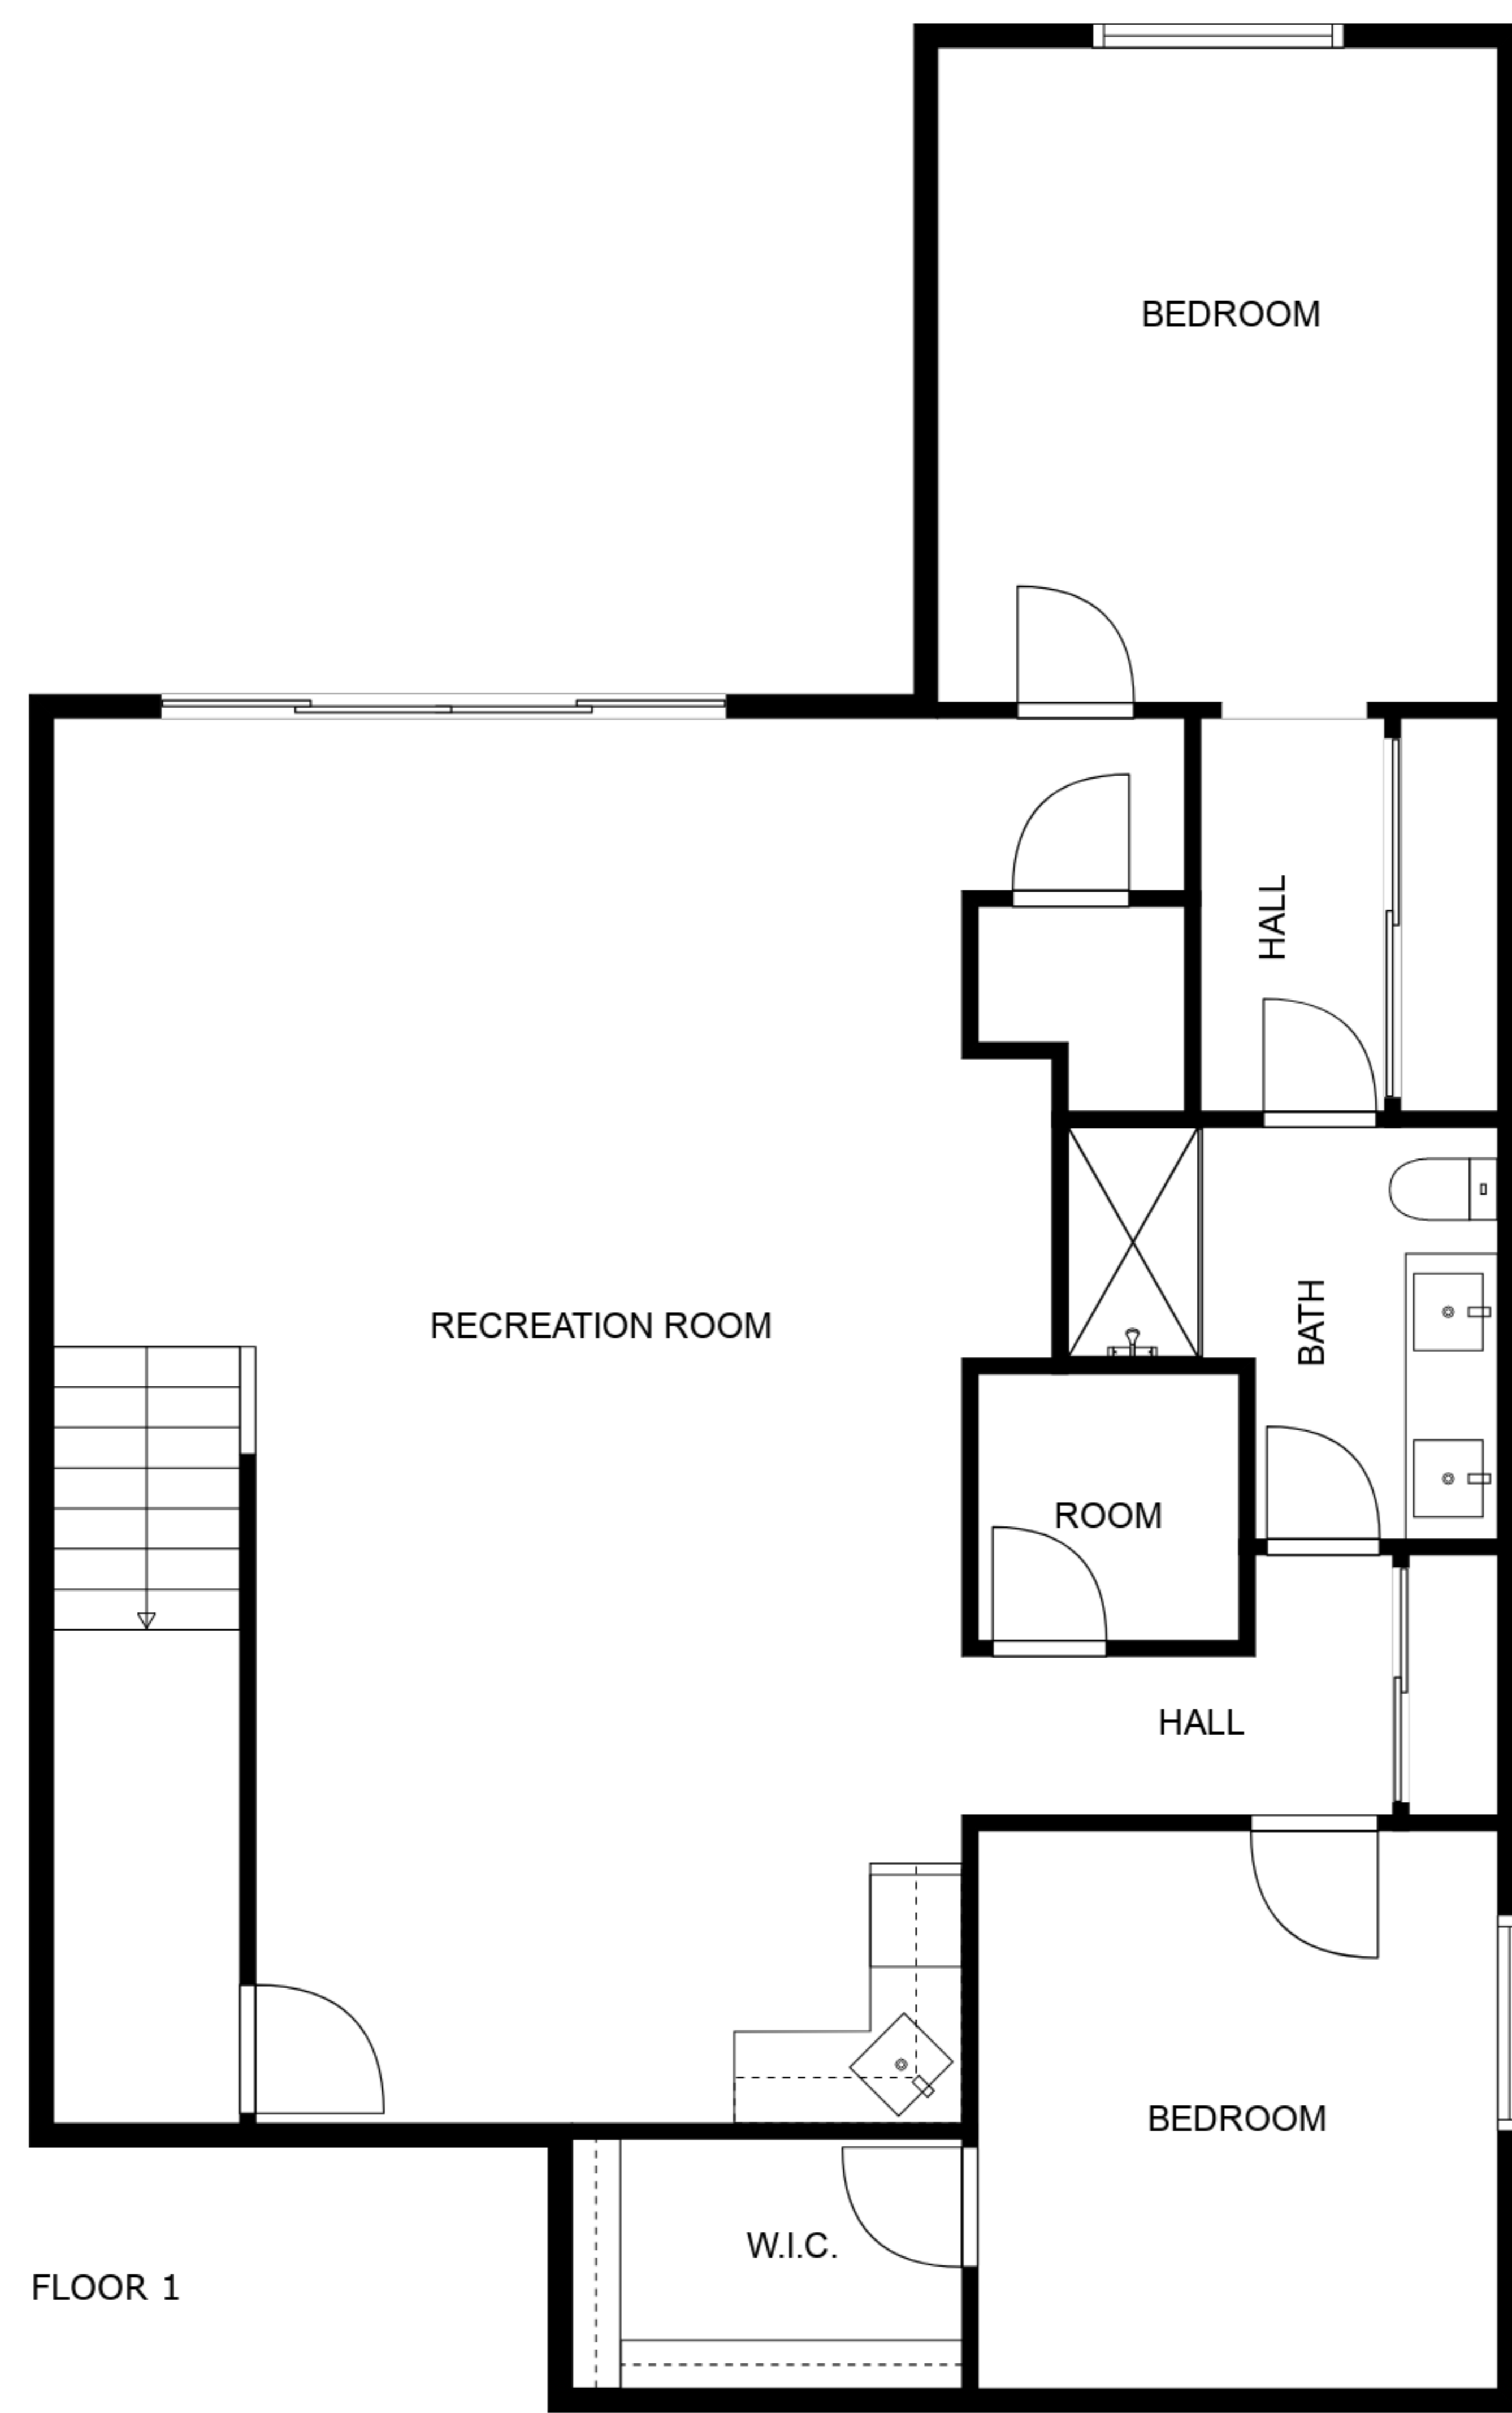 BEDROOM
HALL
RECREATION ROOM
BATH
ROOM
HALL
BEDROOM
W.I.C.
FLOOR 1